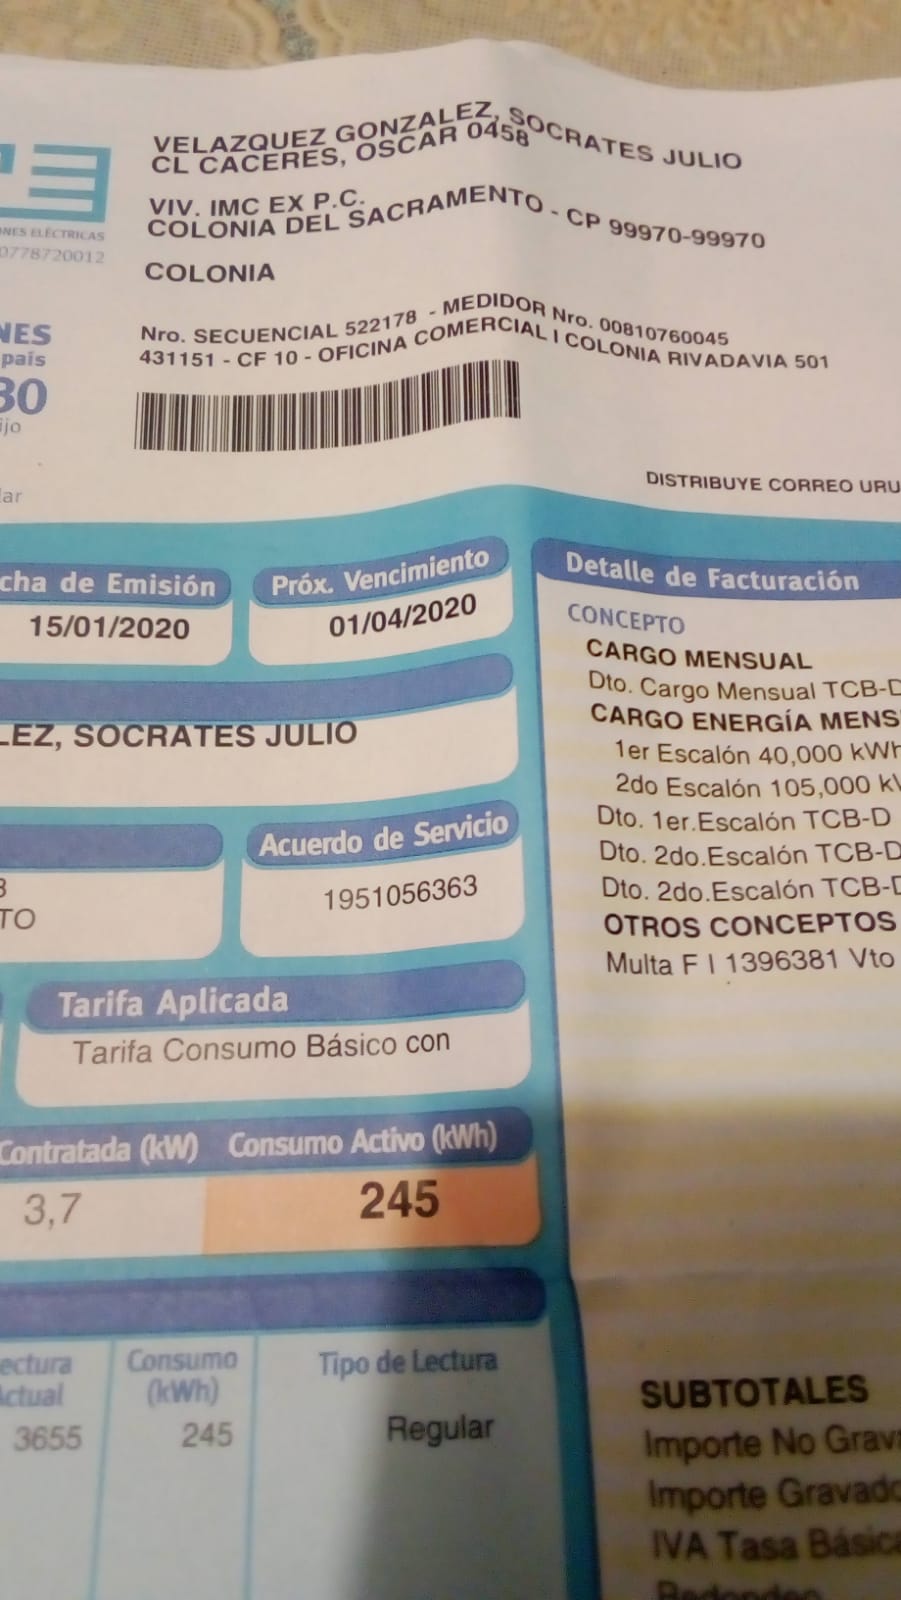 VELAZQUEZ GONZALEZ, SOCRATES JULIO
CL CACERES, OSCAR 0458
VIV. IMC EX P.C.
COLONIA DEL SACRAMENTO - CP 99970-99970
COLONIA
NES ELÉCTRICAS
0778720012
Nro. SECUENCIAL 522178 - MEDIDOR Nro. 00810760045
431151 - CF 10 - OFICINA COMERCIAL I COLONIA RIVADAVIA 501
NES
país
30
ijo
lar
DISTRIBUYE CORREO URU
cha de Emisión
15/01/2020
Próx. Vencimiento
01/04/2020
LEZ, SOCRATES JULIO
TO
Acuerdo de Servicio
1951056363
Tarifa Aplicada
Tarifa Consumo Básico con
Contratada (kW)
3,7
Consumo Activo (kWh)
245
ectura Actual
3655
Consumo (kWh)
245
Tipo de Lectura
Regular
Detalle de Facturación
CONCEPTO
CARGO MENSUAL
Dto. Cargo Mensual TCB-D
CARGO ENERGÍA MENS
1er Escalón 40,000 kWh
2do Escalón 105,000 k
Dto. 1er.Escalón TCB-D
Dto. 2do.Escalón TCB-D
Dto. 2do.Escalón TCB-D
OTROS CONCEPTOS
Multa F I 1396381 Vto
SUBTOTALES
Importe No Grav
Importe Gravado
IVA Tasa Básic